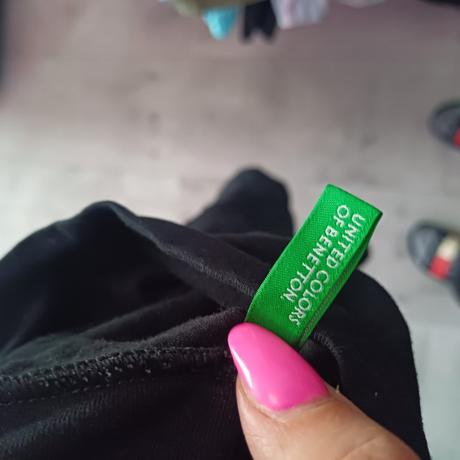 UNITED COLORS
OF BENETTON.